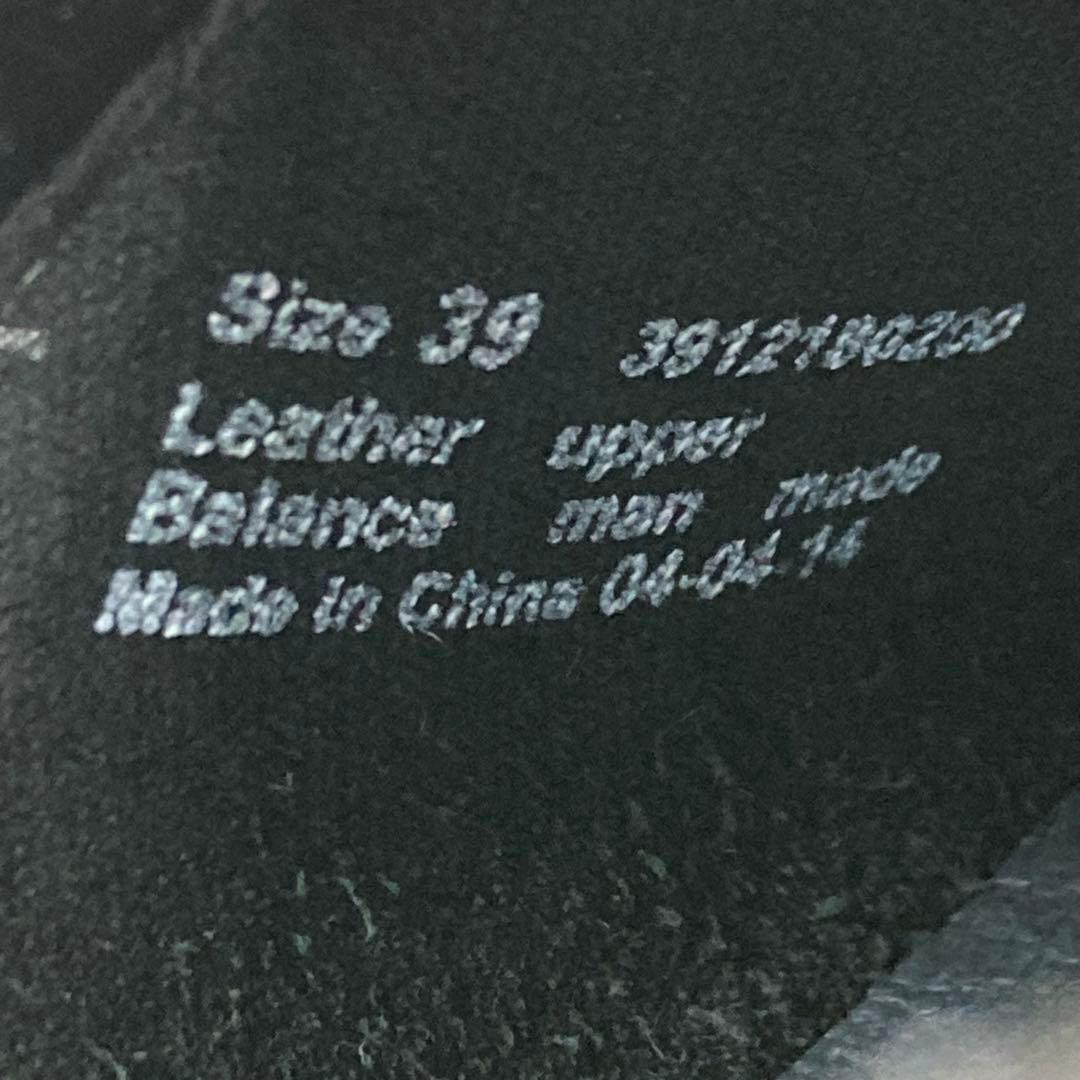 Size 39 3912180200
Leather upper
Balance man made
Made in China 04-04 14